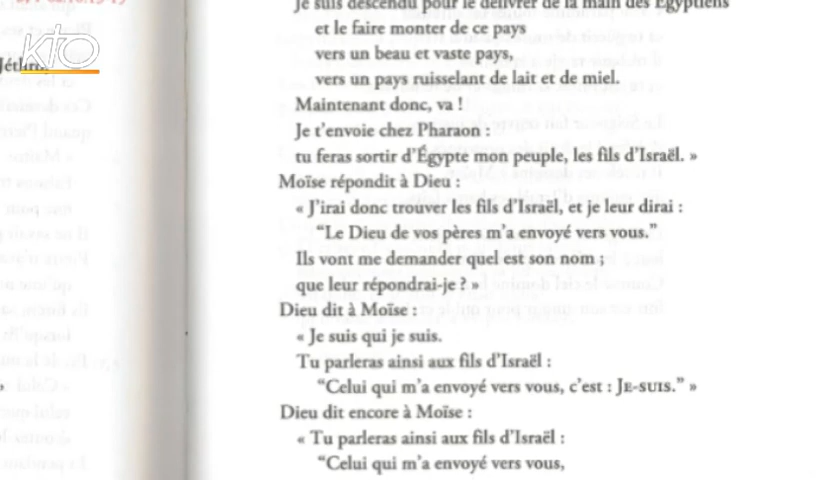 kto
Je suis descendu pour le délivrer de la main des Égyptiens
et le faire monter de ce pays
vers un beau et vaste pays,
vers un pays ruisselant de lait et de miel.
Maintenant donc, va !
Je t'envoie chez Pharaon :
tu feras sortir d'Égypte mon peuple, les fils d'Israël. »
Moïse répondit à Dieu :
« J'irai donc trouver les fils d'Israël, et je leur dirai :
“Le Dieu de vos pères m'a envoyé vers vous.”
Ils vont me demander quel est son nom ;
que leur répondrai-je ? »
Dieu dit à Moïse :
« Je suis qui je suis.
Tu parleras ainsi aux fils d'Israël :
“Celui qui m'a envoyé vers vous, c'est : JE-SUIS.” »
Dieu dit encore à Moïse :
« Tu parleras ainsi aux fils d'Israël :
“Celui qui m'a envoyé vers vous,